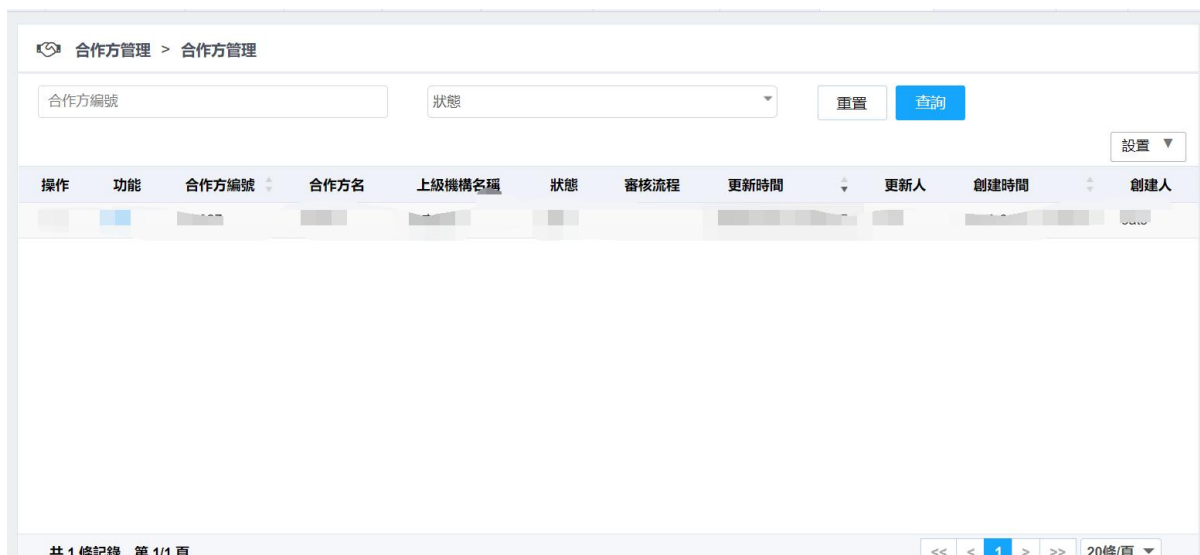 合作方管理 > 合作方管理
合作方編號 狀態 重置 查詢
設置
操作 功能 合作方編號 合作方名 上級機構名稱 狀態 審核流程 更新時間 更新人 創建時間 創建人
共 1 條記錄 第 1/1 頁 << < 1 > >> 20條/頁